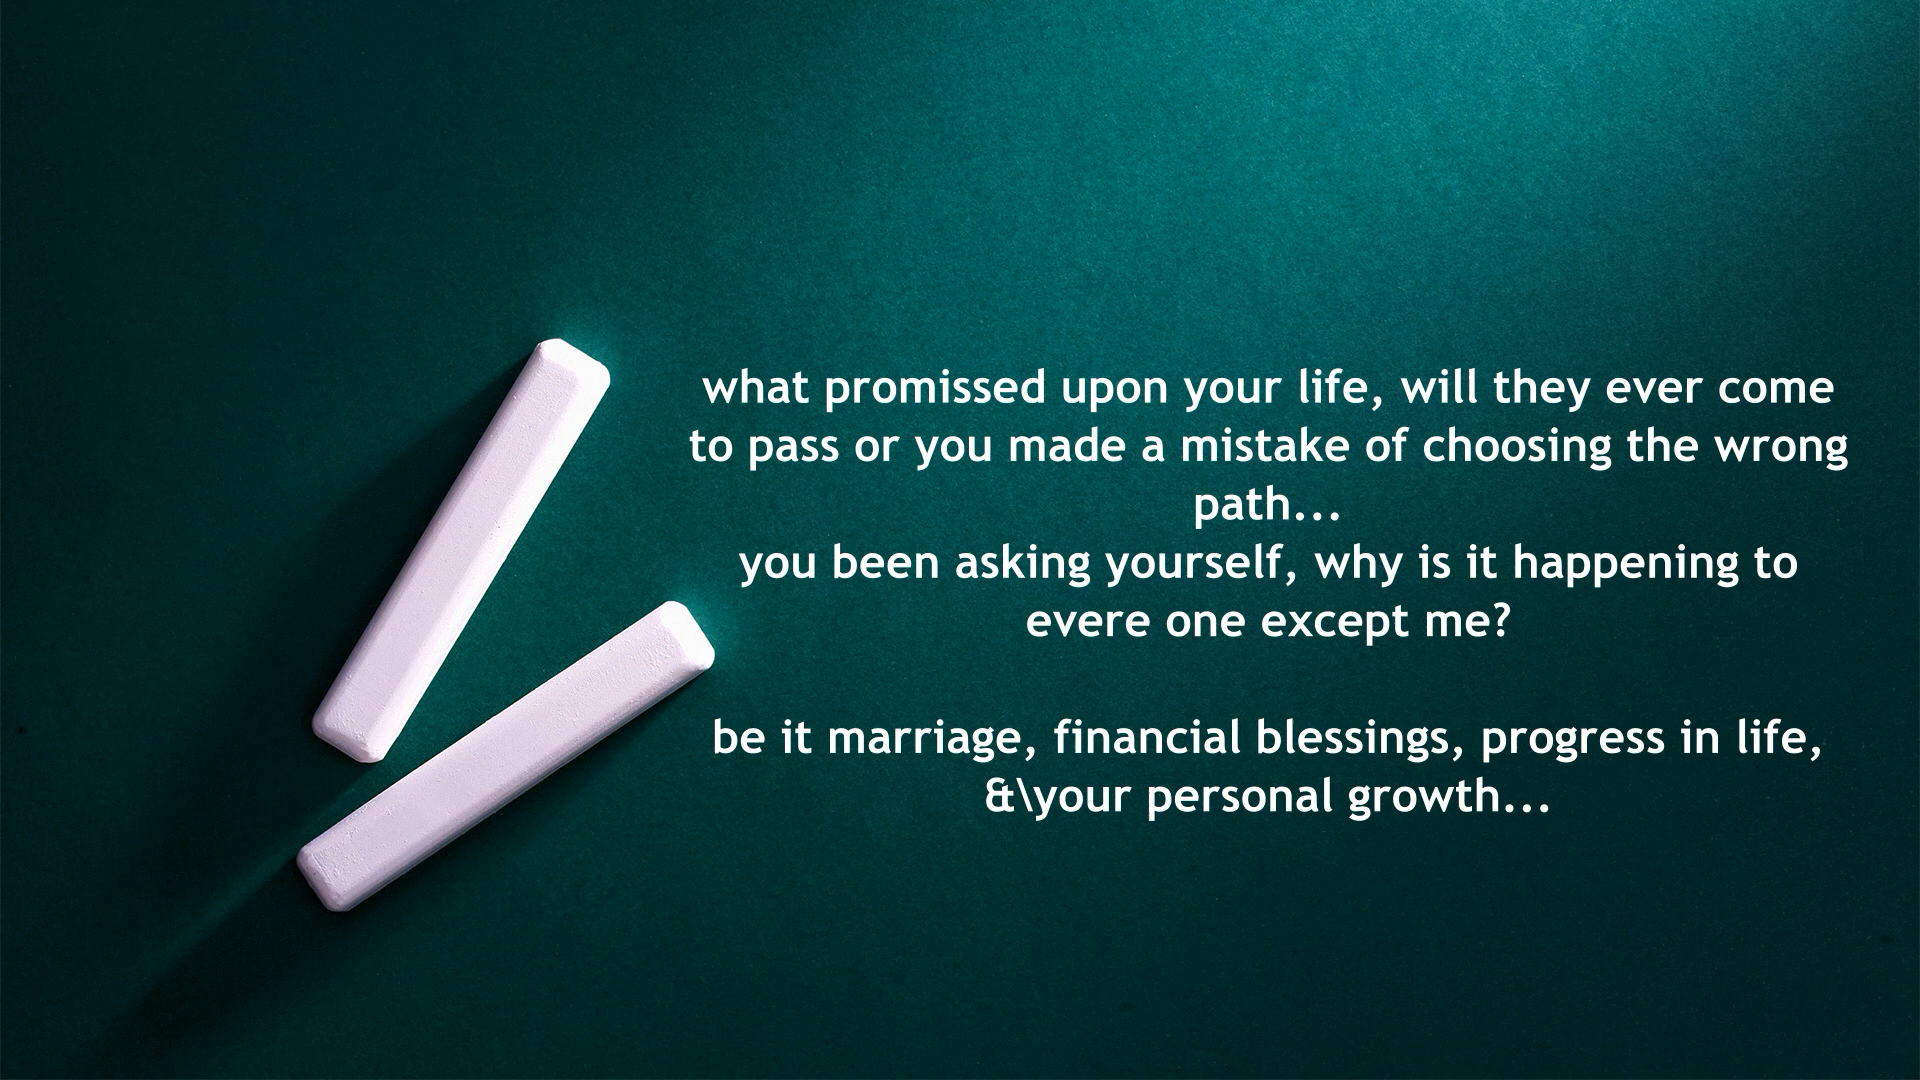 what promissed upon your life, will they ever come
to pass or you made a mistake of choosing the wrong
path...
you been asking yourself, why is it happening to
evere one except me?
be it marriage, financial blessings, progress in life,
&\your personal growth...